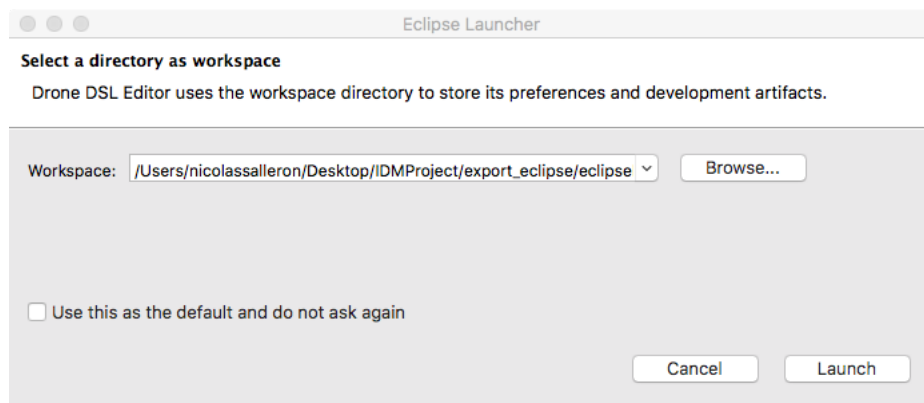 Eclipse Launcher
Select a directory as workspace
Drone DSL Editor uses the workspace directory to store its preferences and development artifacts.
Workspace: /Users/nicolassalleron/Desktop/IDMProject/export_eclipse/eclipse Browse...
Use this as the default and do not ask again
Cancel Launch